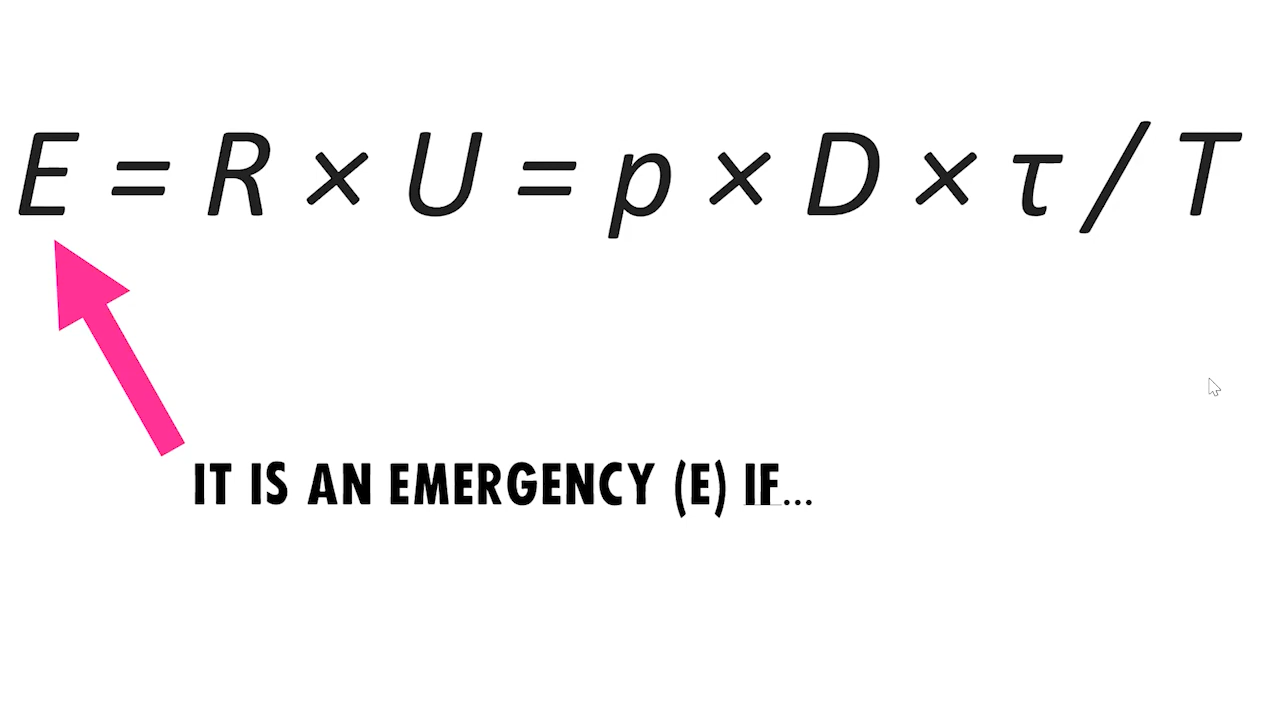 E = R × U = p × D × τ / T
IT IS AN EMERGENCY (E) IF...